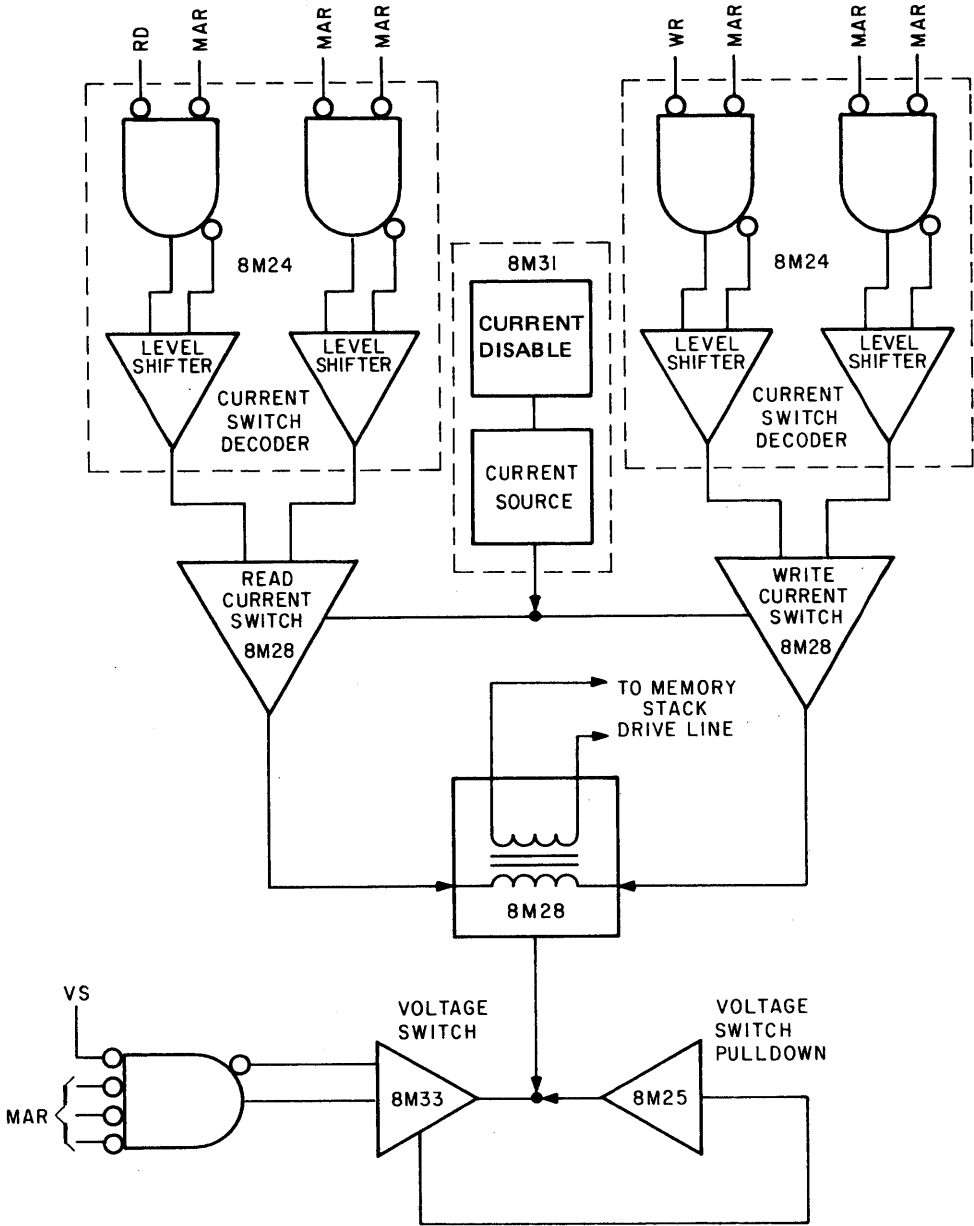 RD
MAR
MAR
MAR
WR
MAR
MAR
MAR
8M24
LEVEL
SHIFTER
LEVEL
SHIFTER
CURRENT
SWITCH
DECODER
8M31
CURRENT
DISABLE
CURRENT
SOURCE
8M24
LEVEL
SHIFTER
LEVEL
SHIFTER
CURRENT
SWITCH
DECODER
READ
CURRENT
SWITCH
8M28
WRITE
CURRENT
SWITCH
8M28
TO MEMORY
STACK
DRIVE LINE
8M28
VS
MAR
VOLTAGE
SWITCH
8M33
VOLTAGE
SWITCH
PULLDOWN
8M25